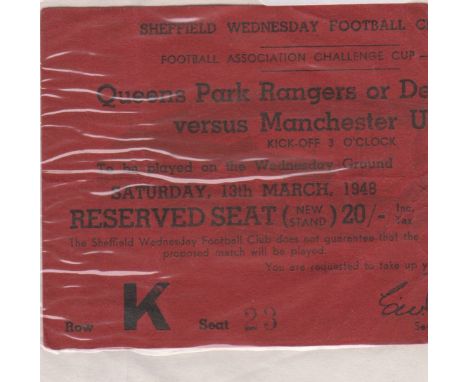 SHEFFIELD WEDNESDAY FOOTBALL C
FOOTBALL ASSOCIATION CHALLENGE CUP —
Queens Park Rangers or De
versus Manchester U
KICK-OFF 3 O'CLOCK
To be played on the Wednesday Ground
SATURDAY, 13th MARCH, 1948
RESERVED SEAT (NEW STAND) 20/- Inc. Tax
The Sheffield Wednesday Football Club does not guarantee that the
proposed match will be played.
You are requested to take up y
Row K Seat 23
Se